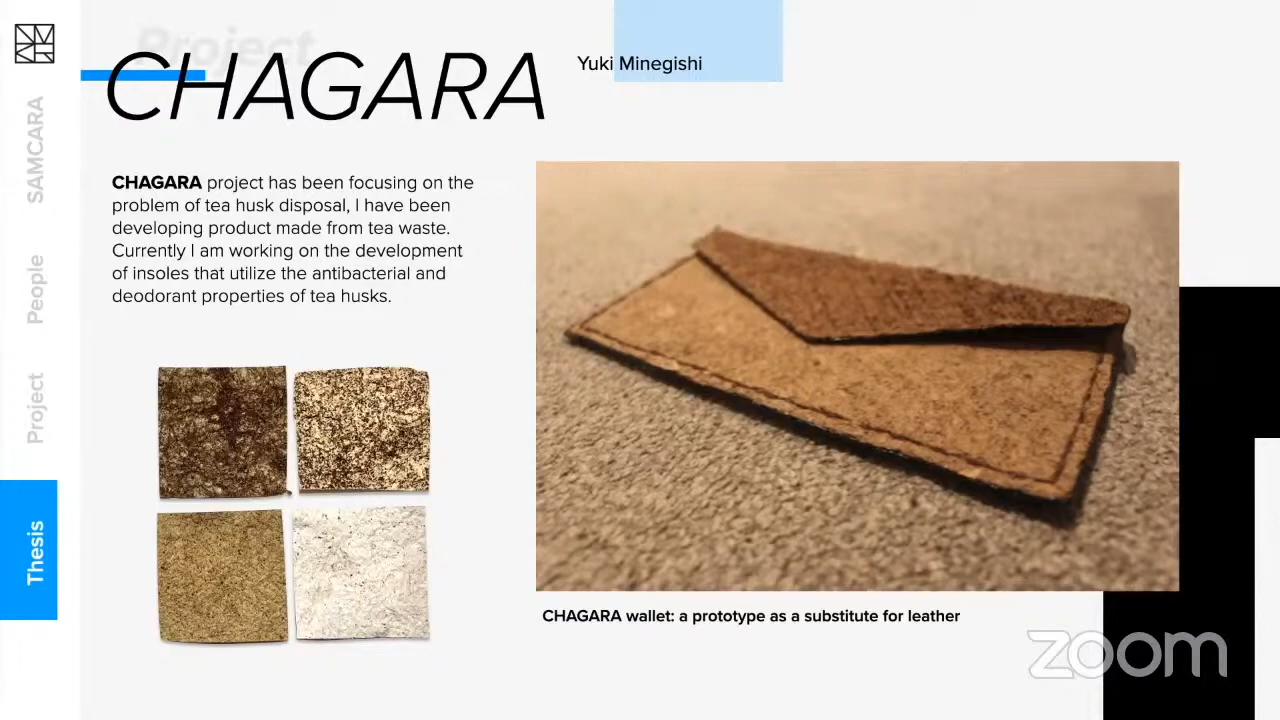 Project
CHAGARA
Yuki Minegishi
SAMCARA
People
Project
Thesis
CHAGARA project has been focusing on the
problem of tea husk disposal, I have been
developing product made from tea waste.
Currently I am working on the development
of insoles that utilize the antibacterial and
deodorant properties of tea husks.
CHAGARA wallet: a prototype as a substitute for leather
zoom